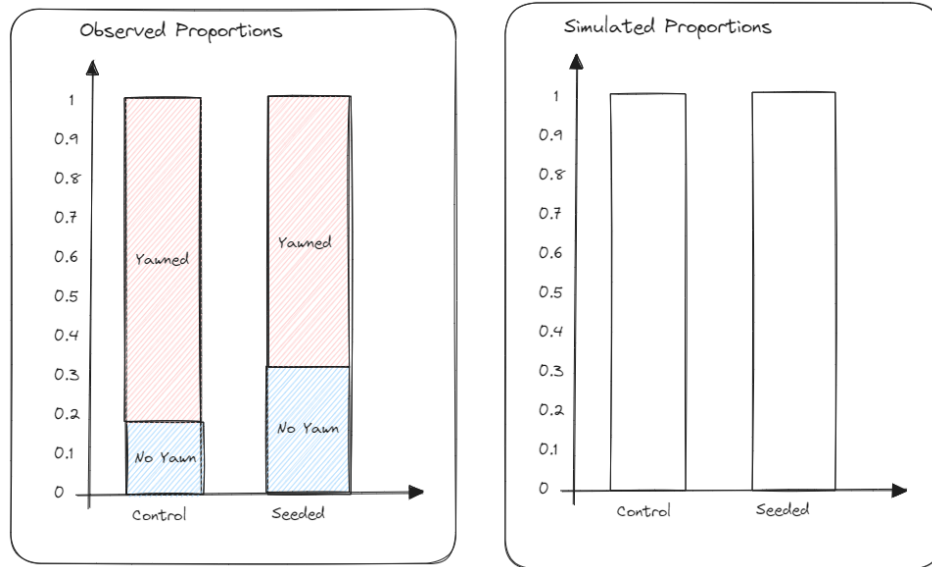 Observed Proportions
1
0.9
0.8
0.7
0.6
0.5
0.4
0.3
0.2
0.1
0
Yawned
No Yawn
Yawned
No Yawn
Control
Seeded
Simulated Proportions
1
0.9
0.8
0.7
0.6
0.5
0.4
0.3
0.2
0.1
0
Control
Seeded